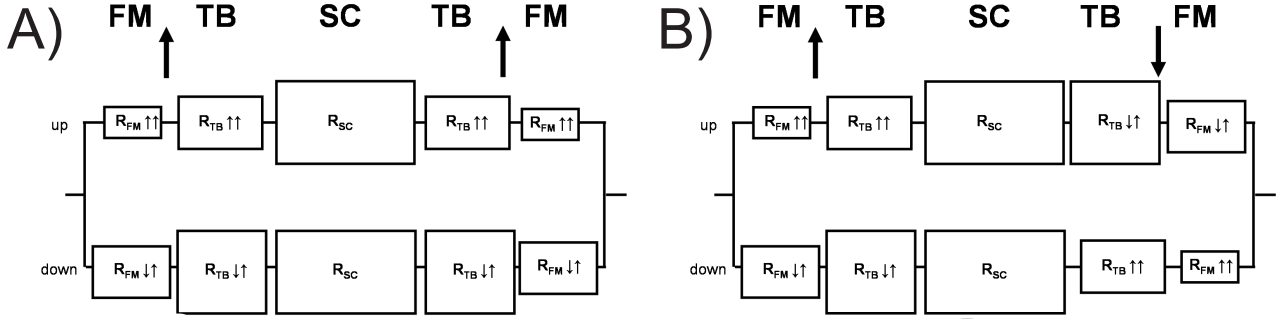 A)
FM TB SC TB FM
up R_FM ↑↑ R_TB ↑↑ R_SC R_TB ↑↑ R_FM ↑↑
down R_FM ↓↑ R_TB ↓↑ R_SC R_TB ↓↑ R_FM ↓↑
B)
FM TB SC TB FM
up R_FM ↑↑ R_TB ↑↑ R_SC R_TB ↓↑ R_FM ↓↑
down R_FM ↓↑ R_TB ↓↑ R_SC R_TB ↑↑ R_FM ↑↑